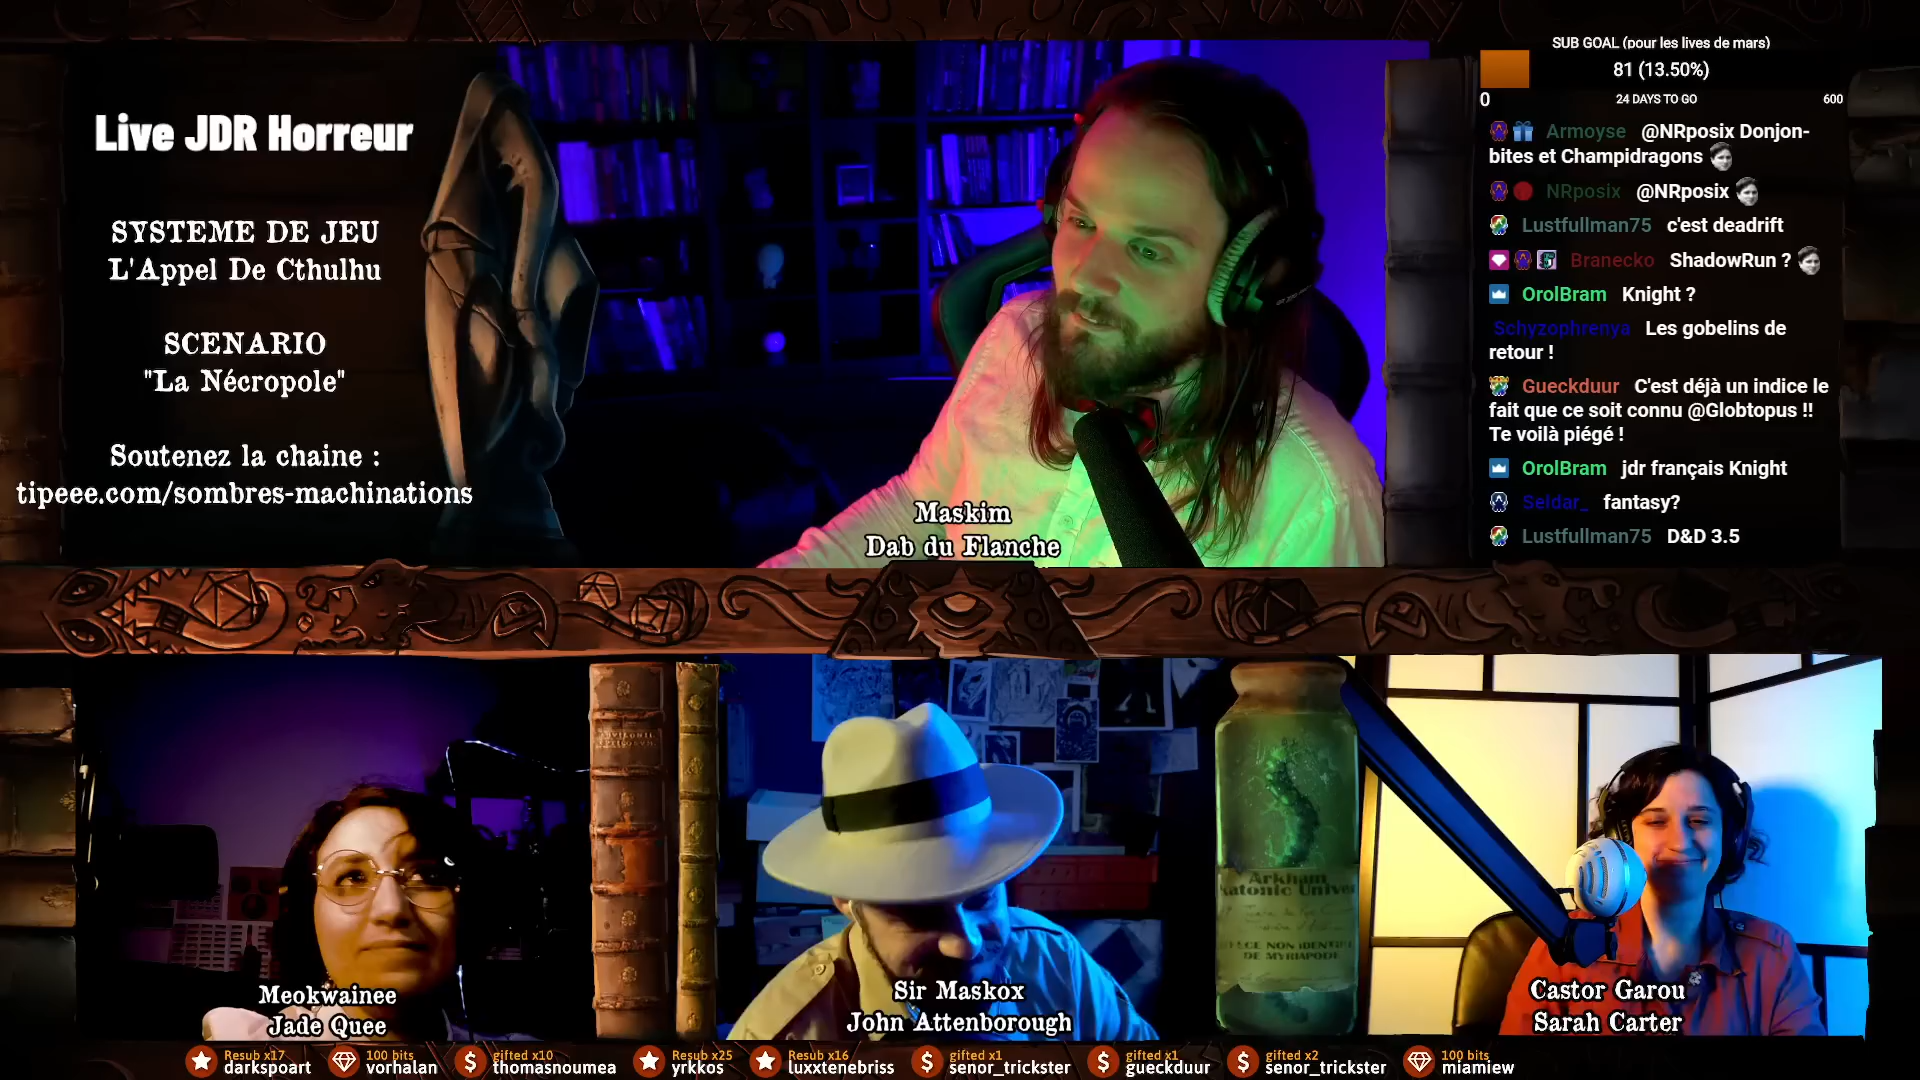 Live JDR Horreur
SYSTEME DE JEU
L'Appel De Cthulhu
SCENARIO
"La Nécropole"
Soutenez la chaine :
tipeee.com/sombres-machinations
Maskim
Dab du Flanche
SUB GOAL (pour les lives de mars)
81 (13.50%)
0
24 DAYS TO GO
600
Armoyse @NRposix Donjon-
bites et Champidragons
NRposix @NRposix
Lustfullman75 c'est deadrift
Branecko ShadowRun ?
OrolBram Knight ?
Schyzophrenya Les gobelins de
retour !
Gueckduur C'est déjà un indice le
fait que ce soit connu @Globtopus !!
Te voilà piégé !
OrolBram jdr français Knight
Seldar_ fantasy?
Lustfullman75 D&D 3.5
Meokwainee
Jade Quee
Sir Maskox
John Attenborough
Arkham
katonic Univer
NON IDENTIFI
DE MYRIAPODE
Castor Garou
Sarah Carter
Resub x17
darkspoart
100 bits
vorhalan
gifted x10
thomasnoumea
Resub x25
yrkkos
Resub x16
luxxtenebriss
gifted x1
senor_trickster
gifted x1
gueckduur
gifted x2
senor_trickster
100 bits
miamiew